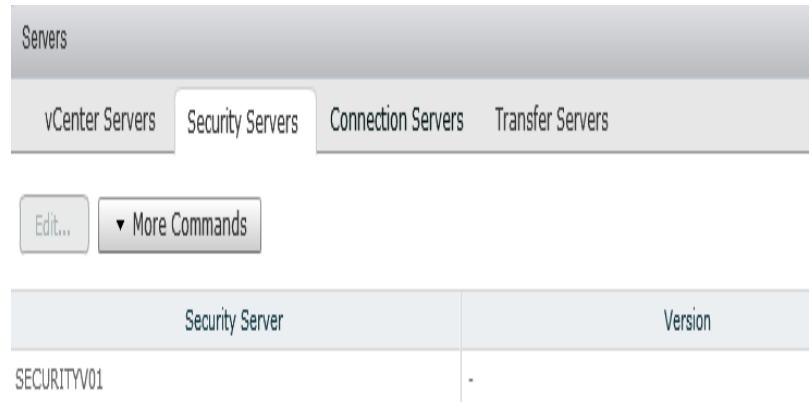 Servers
vCenter Servers Security Servers Connection Servers Transfer Servers
Edit... ▾ More Commands
Security Server Version
SECURITYV01 -